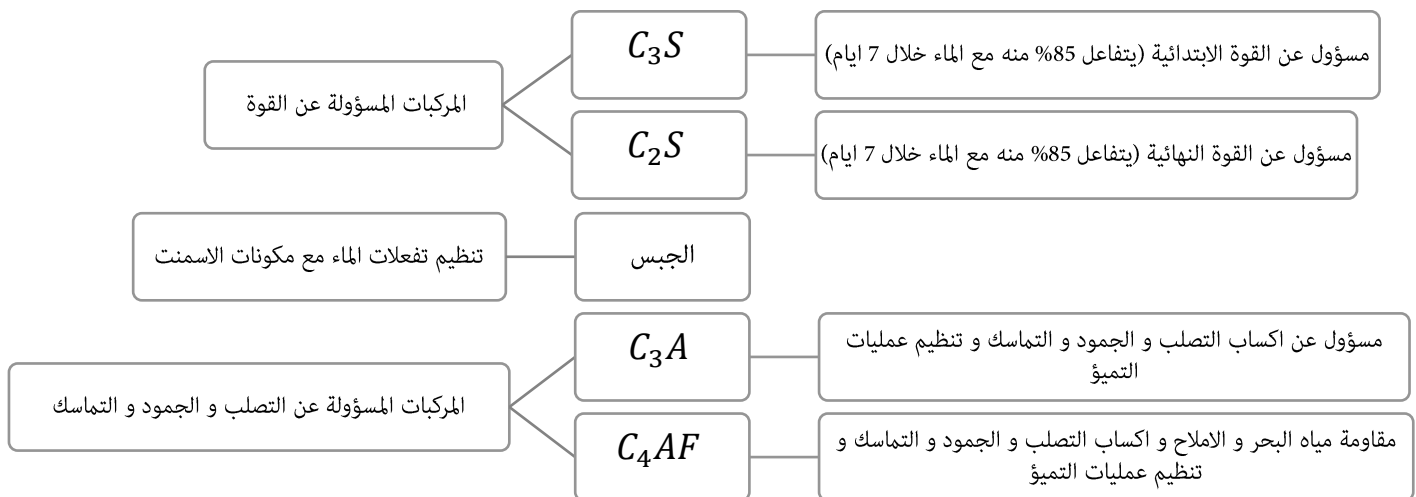 المركبات المسؤولة عن القوة
C₃S
مسؤول عن القوة الابتدائية (يتفاعل 85% منه مع الماء خلال 7 ايام)
C₂S
مسؤول عن القوة النهائية (يتفاعل 85% منه مع الماء خلال 7 ايام)
تنظيم تفعلات الماء مع مكونات الاسمنت
الجبس
المركبات المسؤولة عن التصلب و الجمود و التماسك
C₃A
مسؤول عن اكساب التصلب و الجمود و التماسك و تنظيم عمليات
التميؤ
C₄AF
مقاومة مياه البحر و الاملاح و اكساب التصلب و الجمود و التماسك و
تنظيم عمليات التميؤ